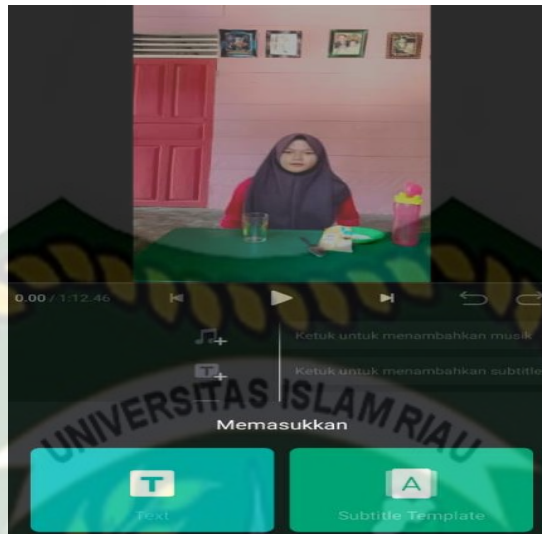 0.00 / 1:12.46
Ketuk untuk menambahkan musik
Ketuk untuk menambahkan subtitle
UNIVERSITAS ISLAM RIAU
Memasukkan
T
Text
A
Subtitle Template